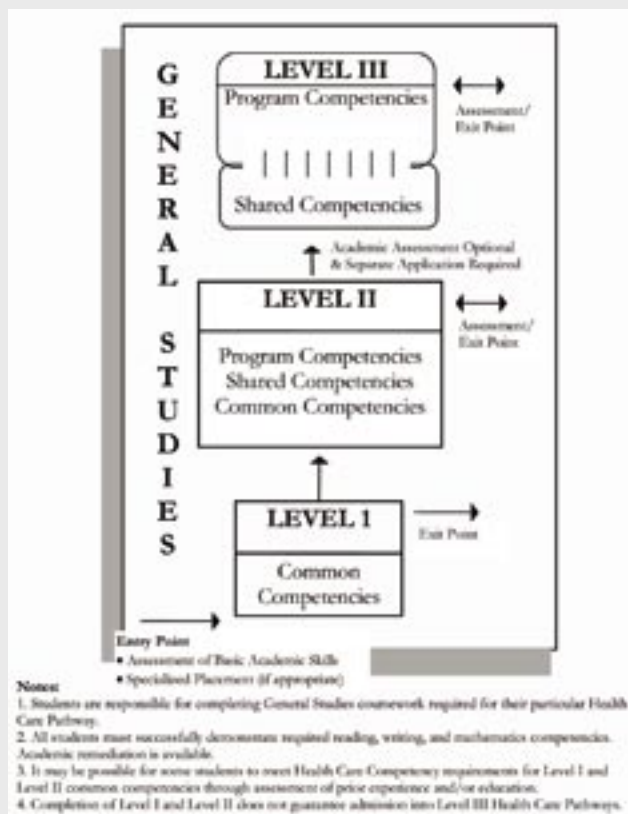 GENERAL STUDIES
LEVEL III
Program Competencies
Assessment/
Exit Point
Shared Competencies
Academic Assessment Optional
& Separate Application Required
LEVEL II
Assessment/
Exit Point
Program Competencies
Shared Competencies
Common Competencies
LEVEL 1
Exit Point
Common
Competencies
Entry Point
• Assessment of Basic Academic Skills
• Specialized Placement (if appropriate)
Notes:
1. Students are responsible for completing General Studies coursework required for their particular Health
Care Pathway.
2. All students must successfully demonstrate required reading, writing, and mathematics competencies.
Academic remediation is available.
3. It may be possible for some students to meet Health Care Competency requirements for Level I and
Level II common competencies through assessment of prior experience and/or education.
4. Completion of Level I and Level II does not guarantee admission into Level III Health Care Pathways.